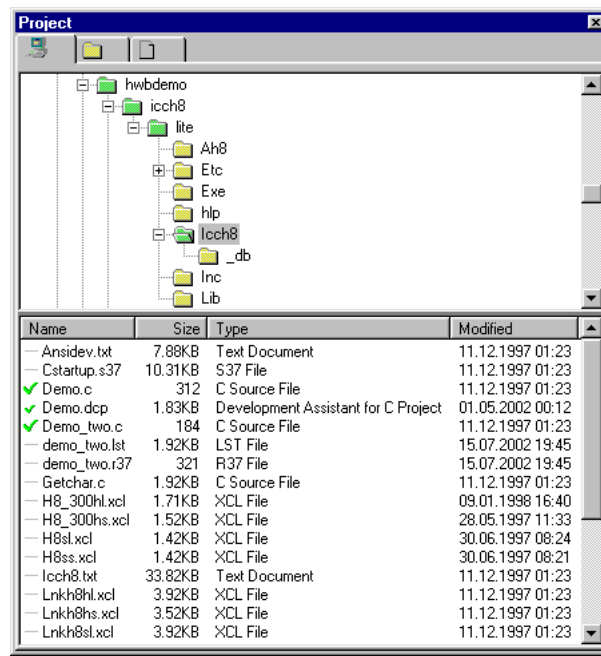 Project
hwbdemo
icch8
lite
Ah8
Etc
Exe
hlp
Icch8
_db
Inc
Lib
Name Size Type Modified
Ansidev.txt 7.88KB Text Document 11.12.1997 01:23
Cstartup.s37 10.31KB S37 File 11.12.1997 01:23
Demo.c 312 C Source File 11.12.1997 01:23
Demo.dcp 1.83KB Development Assistant for C Project 01.05.2002 00:12
Demo_two.c 184 C Source File 11.12.1997 01:23
demo_two.lst 1.92KB LST File 15.07.2002 19:45
demo_two.r37 321 R37 File 15.07.2002 19:45
Getchar.c 1.92KB C Source File 11.12.1997 01:23
H8_300hl.xcl 1.71KB XCL File 09.01.1998 16:40
H8_300hs.xcl 1.52KB XCL File 28.05.1997 11:33
H8sl.xcl 1.42KB XCL File 30.06.1997 08:24
H8ss.xcl 1.42KB XCL File 30.06.1997 08:21
Icch8.txt 33.82KB Text Document 11.12.1997 01:23
Lnkh8hl.xcl 3.92KB XCL File 11.12.1997 01:23
Lnkh8hs.xcl 3.52KB XCL File 11.12.1997 01:23
Lnkh8sl.xcl 3.92KB XCL File 11.12.1997 01:23